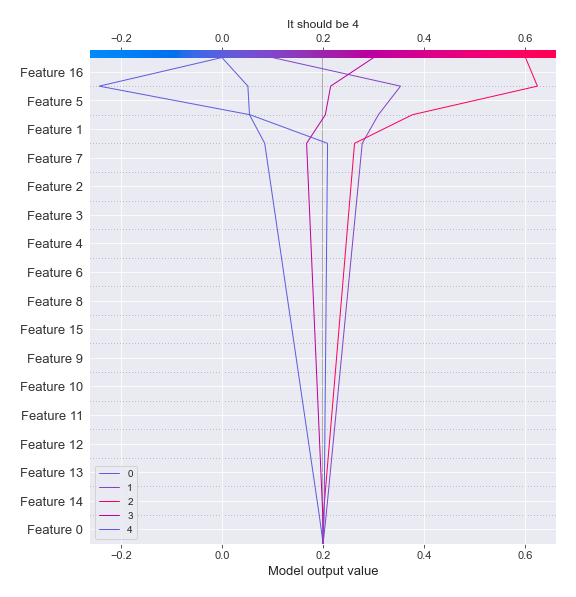 It should be 4
−0.2 0.0 0.2 0.4 0.6
Feature 16
Feature 5
Feature 1
Feature 7
Feature 2
Feature 3
Feature 4
Feature 6
Feature 8
Feature 15
Feature 9
Feature 10
Feature 11
Feature 12
Feature 13
Feature 14
Feature 0
0
1
2
3
4
−0.2 0.0 0.2 0.4 0.6
Model output value